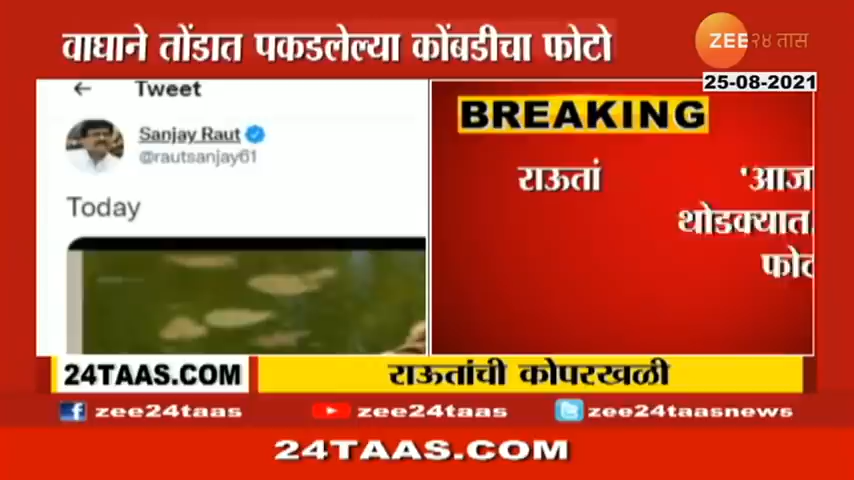 वाघाने तोंडात पकडलेल्या कोंबडीचा फोटो
ZEE २४ तास
25-08-2021
Tweet
Sanjay Raut
@rautsanjay61
Today
BREAKING
राऊतां 'आज
थोडक्यात.
24TAAS.COM
राऊतांची कोपरखळी
zee24taas
zee24taas
zee24taasnews
24TAAS.COM